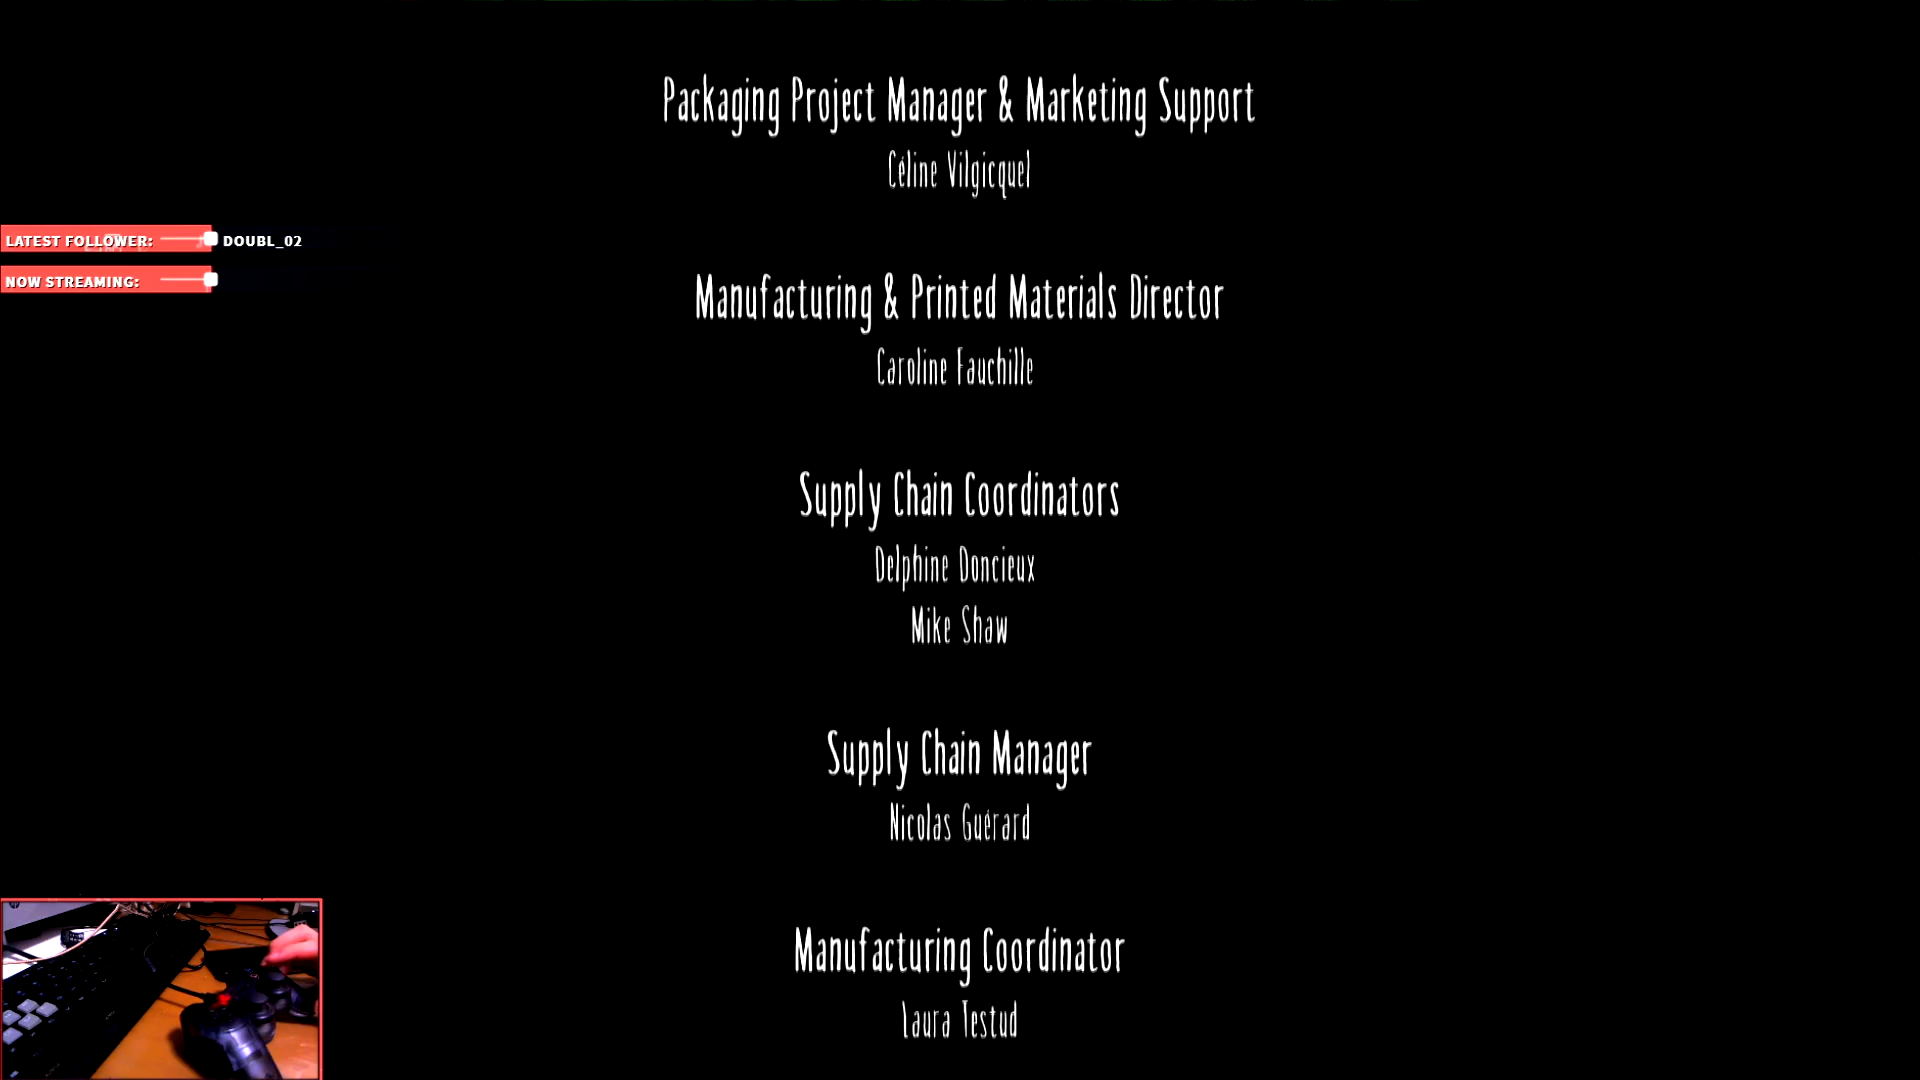 Packaging Project Manager & Marketing Support
Céline Vilgicquel
LATEST FOLLOWER: DOUBL_02
NOW STREAMING:
Manufacturing & Printed Materials Director
Caroline Fauchille
Supply Chain Coordinators
Delphine Doncieux
Mike Shaw
Supply Chain Manager
Nicolas Guérard
Manufacturing Coordinator
Laura Testud